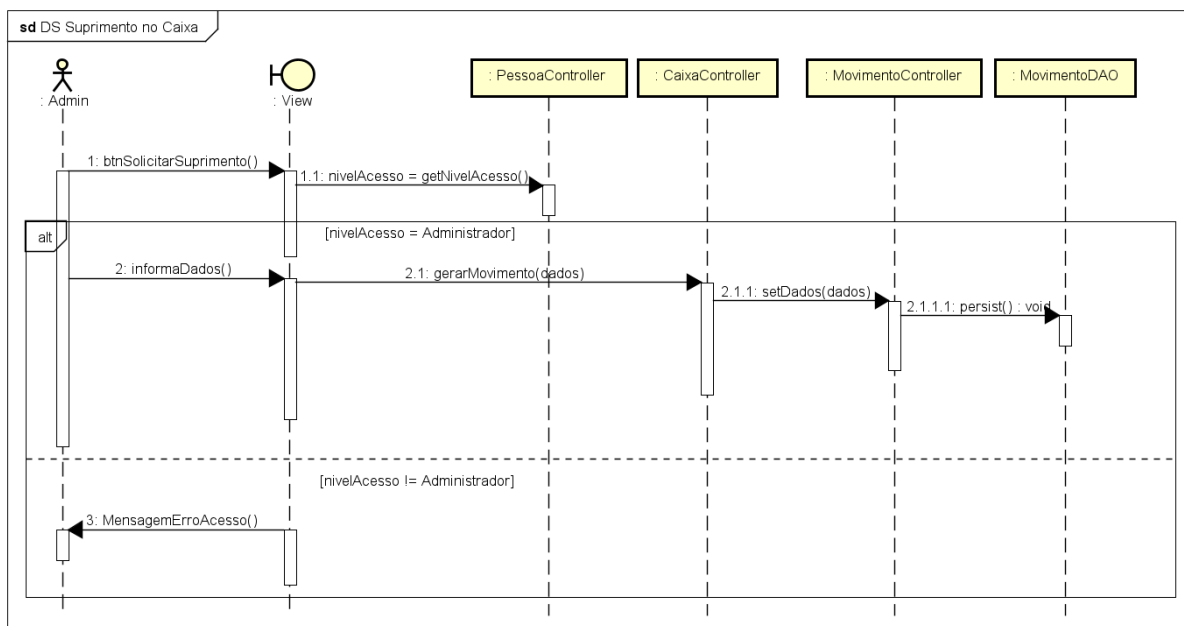 sd DS Suprimento no Caixa
: Admin
: View
: PessoaController
: CaixaController
: MovimentoController
: MovimentoDAO
1: btnSolicitarSuprimento()
1.1: nivelAcesso = getNivelAcesso()
alt
[nivelAcesso = Administrador]
2: informaDados()
2.1: gerarMovimento(dados)
2.1.1: setDados(dados)
2.1.1.1: persist() : void
[nivelAcesso != Administrador]
3: MensagemErroAcesso()